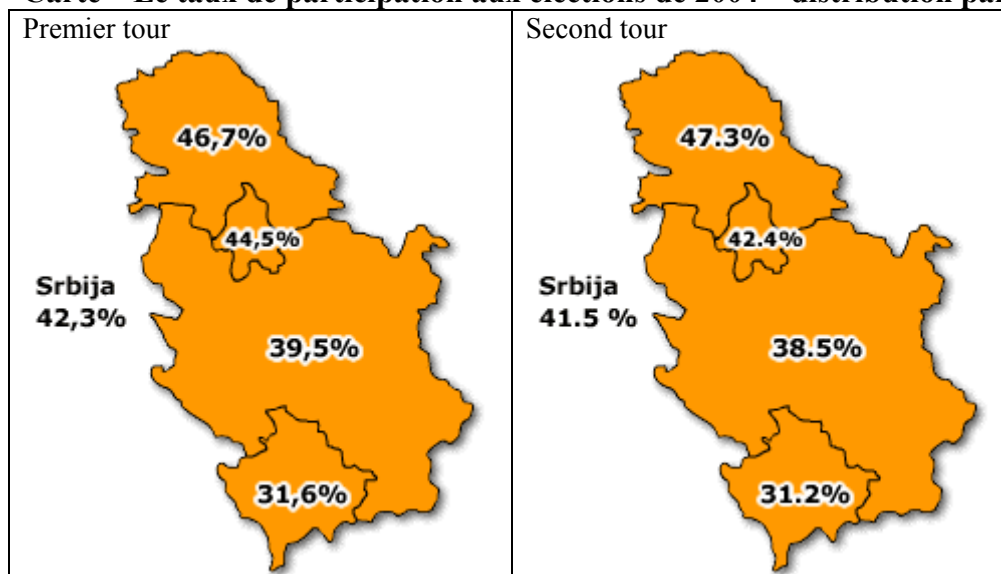 Premier tour
46,7%
44,5%
Srbija
42,3%
39,5%
31,6%
Second tour
47.3%
42.4%
Srbija
41.5 %
38.5%
31.2%